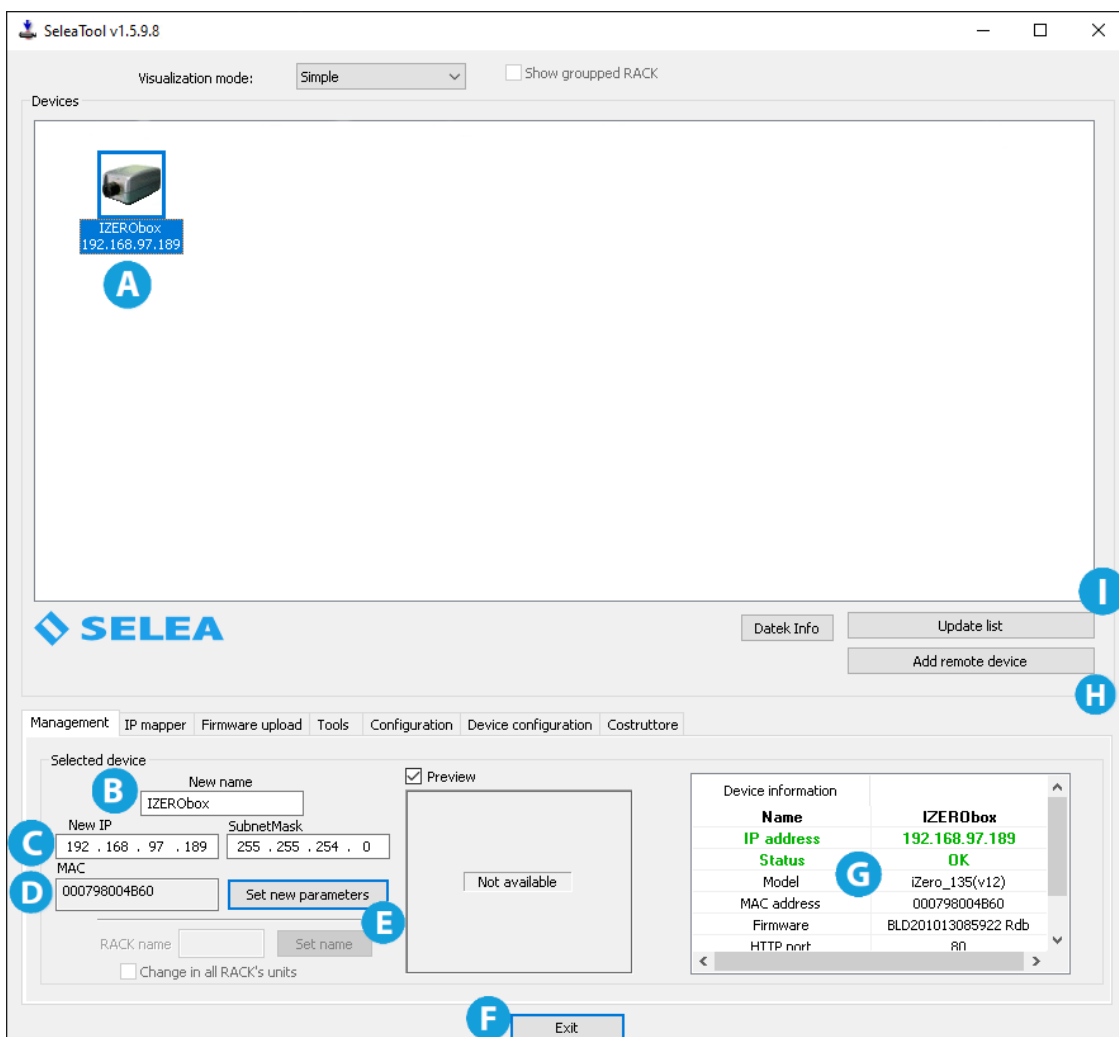 SeleaTool v1.5.9.8
Visualization mode: Simple Show groupped RACK
Devices
IZERObox
192.168.97.189
A
I
SELEA
Datek Info Update list
Add remote device
H
Management IP mapper Firmware upload Tools Configuration Device configuration Costruttore
Selected device
B New name
IZERObox
C New IP SubnetMask
192 . 168 . 97 . 189 255 . 255 . 254 . 0
D MAC
000798004B60 Set new parameters
E
RACK name Set name
Change in all RACK's units
Preview
Not available
Device information
Name IZERObox
IP address 192.168.97.189
Status OK
G
Model iZero_135(v12)
MAC address 000798004B60
Firmware BLD201013085922 Rdb
HTTP port 80
F Exit